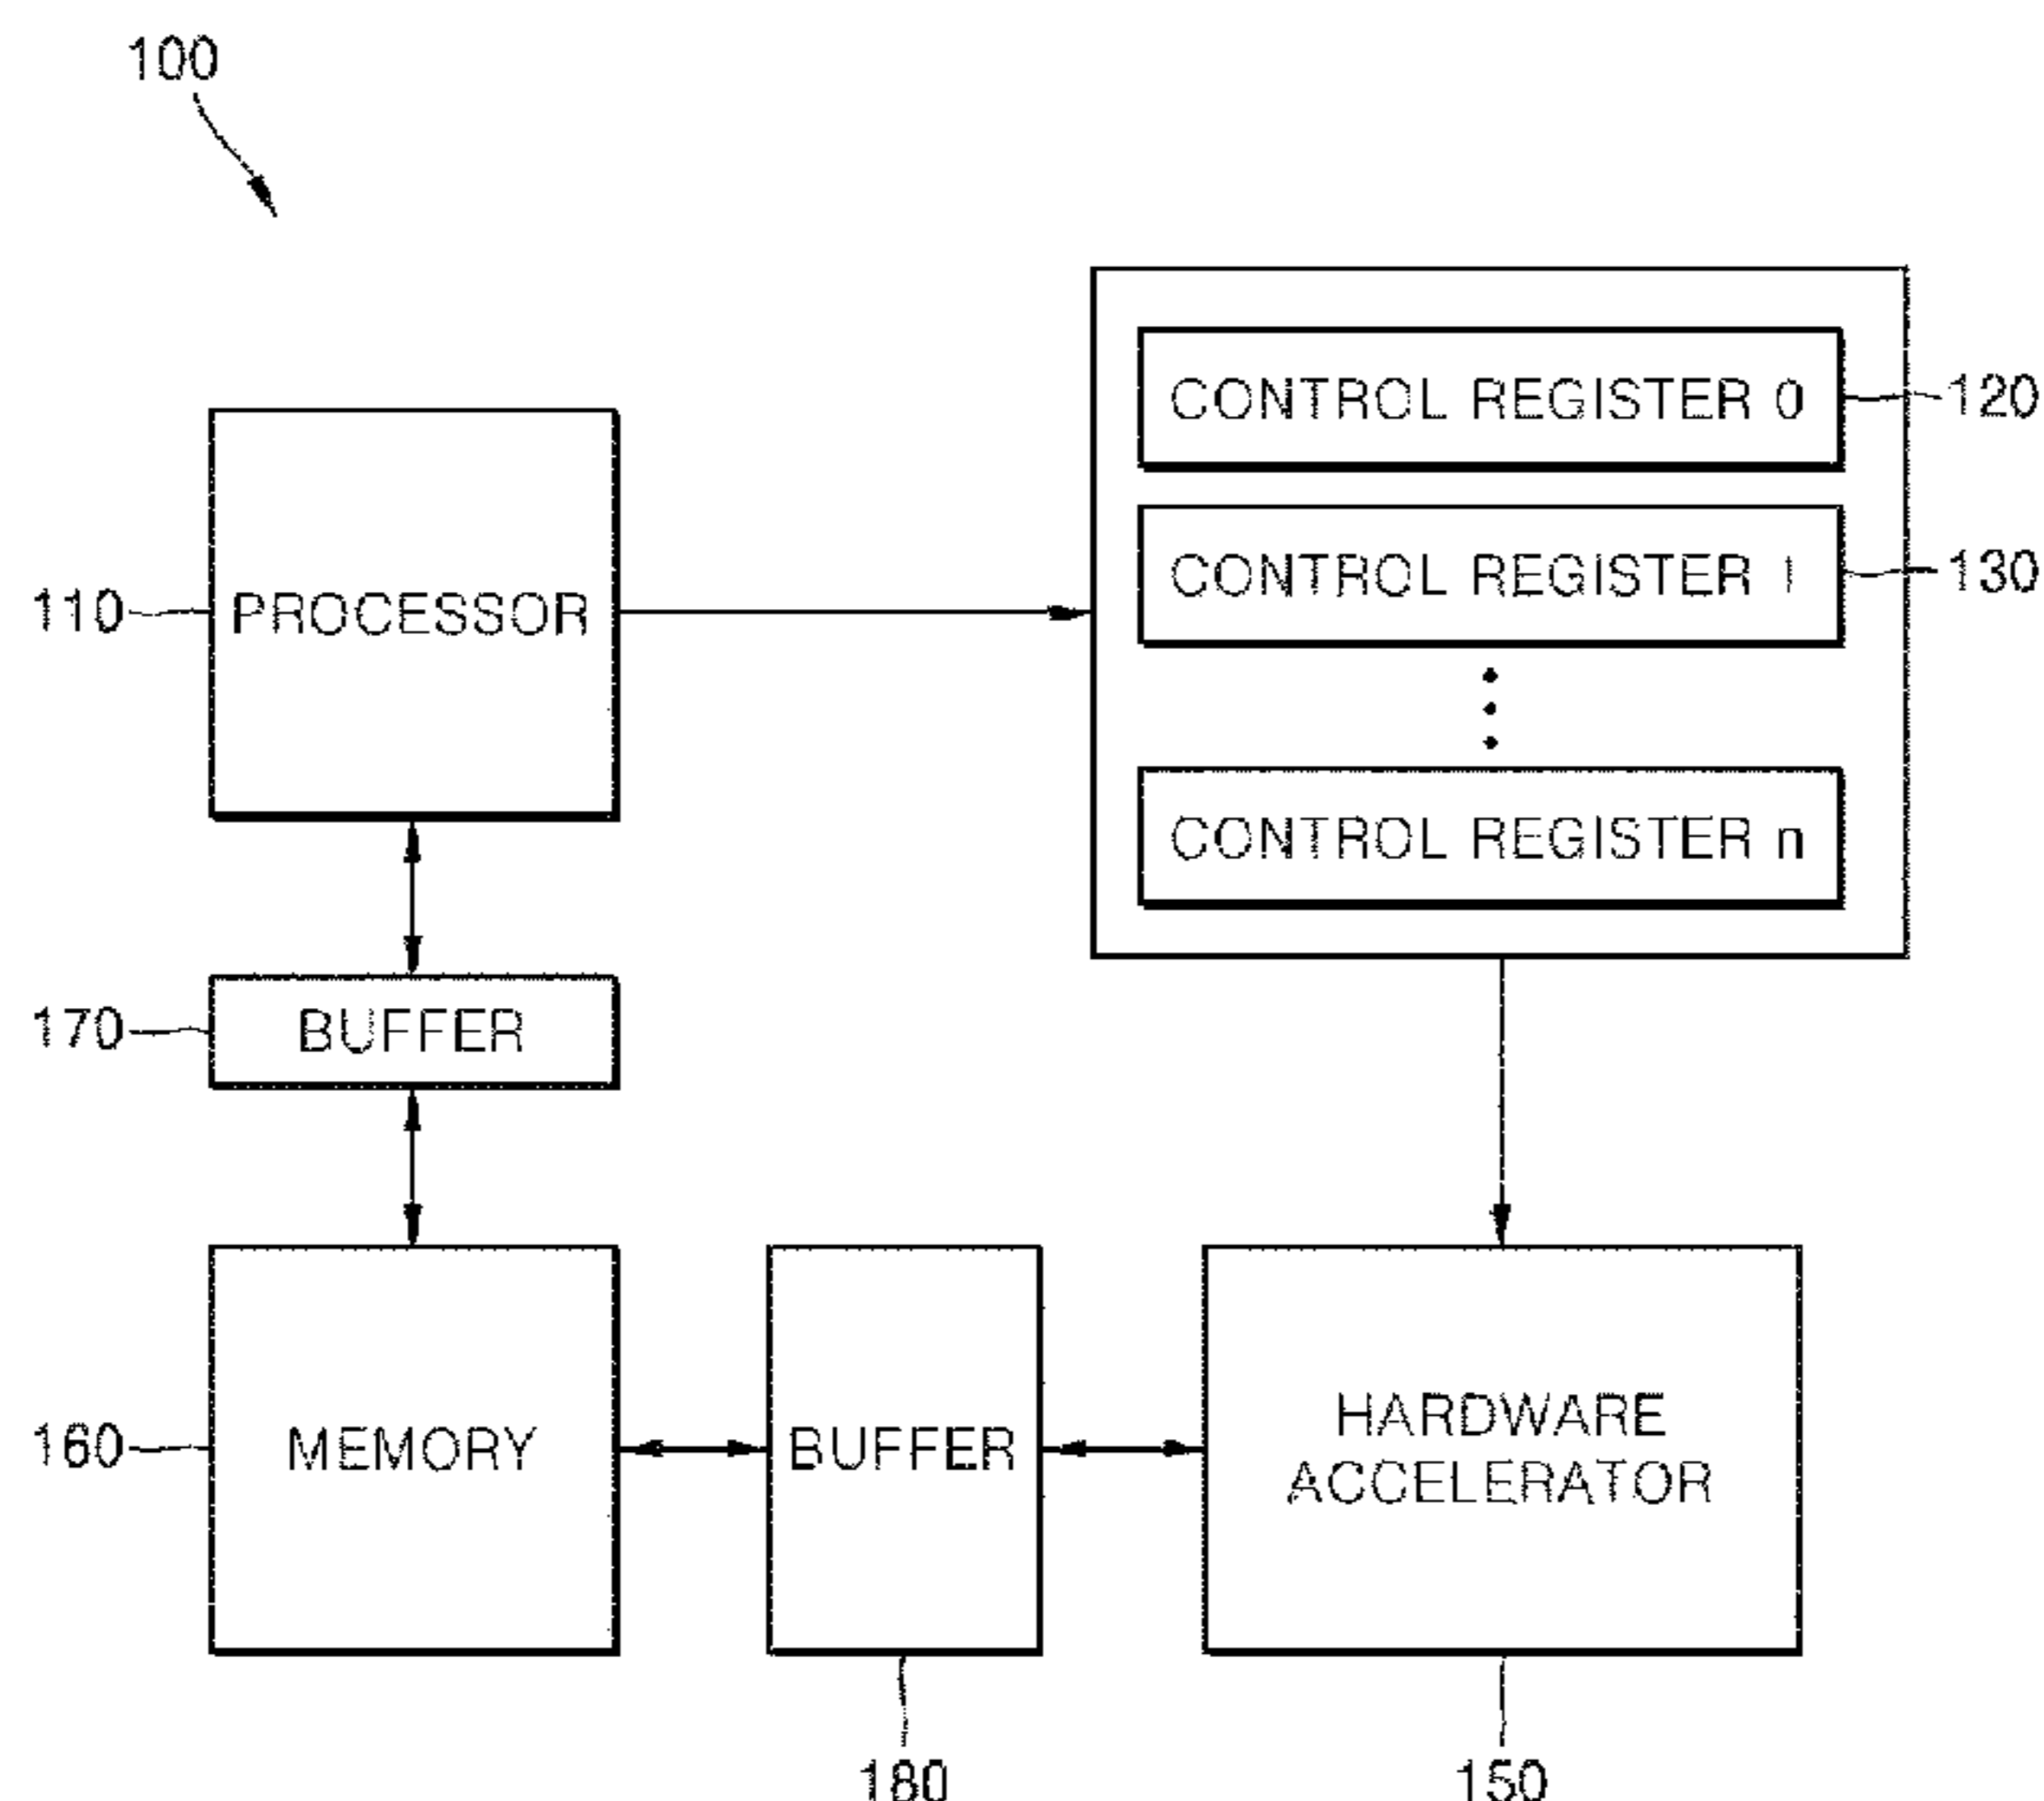 100
CONTROL REGISTER 0
120
CONTROL REGISTER 1
130
110
PROCESSOR
CONTROL REGISTER n
170
BUFFER
160
MEMORY
BUFFER
HARDWARE
ACCELERATOR
180
150